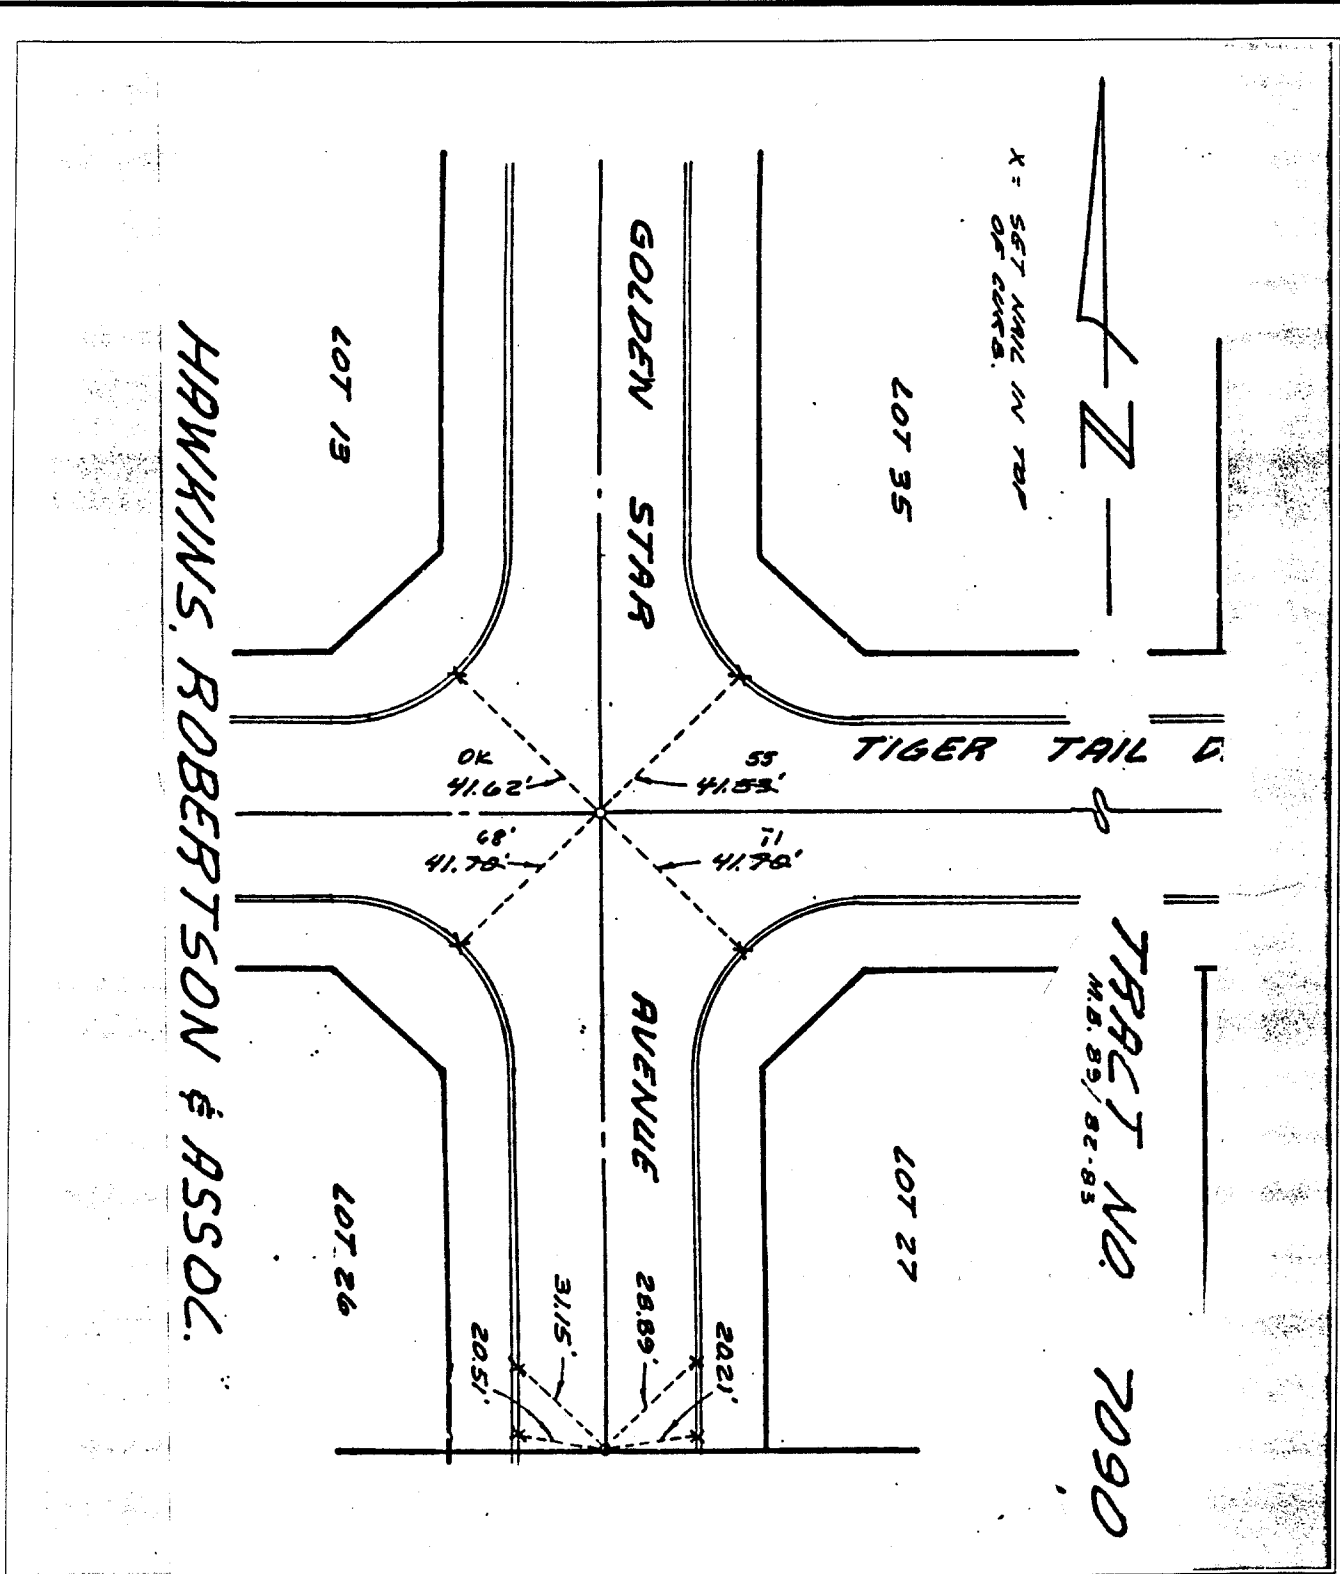 X = SET NAIL IN TOP
OF CURB.
N
LOT 35
GOLDEN STAR AVENUE
LOT 13
TIGER TAIL D
OK
41.62'
55
41.53'
68'
41.70'
71
41.70'
TRACT NO. 7090
M.B. 89/82-83
LOT 27
LOT 26
31.15'
28.89'
20.51'
20.21'
HAWKINS, ROBERTSON & ASSOC.